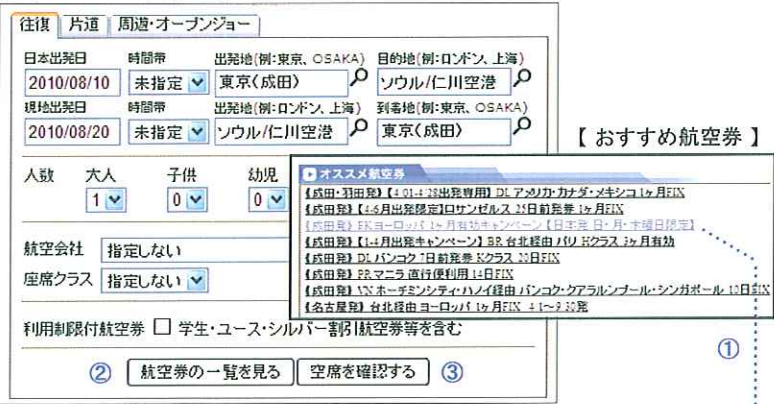 往復 片道 周遊・オープンジョー
日本出発日 時間帯 出発地(例:東京、OSAKA) 目的地(例:ロンドン、上海)
2010/08/10 未指定 東京(成田) ソウル/仁川空港
現地出発日 時間帯 出発地(例:ロンドン、上海) 到着地(例:東京、OSAKA)
2010/08/20 未指定 ソウル/仁川空港 東京(成田)
【 おすすめ航空券 】
人数 大人 子供 幼児
1 0 0
オススメ航空券
【成田・羽田発】【4/01-4/28出発専用】 DL アメリカ・カナダ・メキシコ 1ヶ月FIX
【成田発】【4-6月出発限定】ロサンゼルス 25日前発券 1ヶ月FIX
【成田発】 EKヨーロッパ 1ヶ月有効キャンペーン【日本発 日・月・木曜日限定】
【成田発】【1-4月出発キャンペーン】 BR 台北経由 パリ Hクラス 3ヶ月有効
【成田発】 DL バンコク 7日前発券 Kクラス 20日FIX
【成田発】 PR マニラ 直行便利用 14日FIX
【成田発】 VN ホーチミンシティ・ハノイ経由 バンコク・クアラルンプール・シンガポール 10日FIX
【名古屋発】 台北経由 ヨーロッパ 1ヶ月FIX 4/1~9/30発
航空会社 指定しない
座席クラス 指定しない
利用制限付航空券 学生・ユース・シルバー割引航空券等を含む
①
② 航空券の一覧を見る 空席を確認する ③